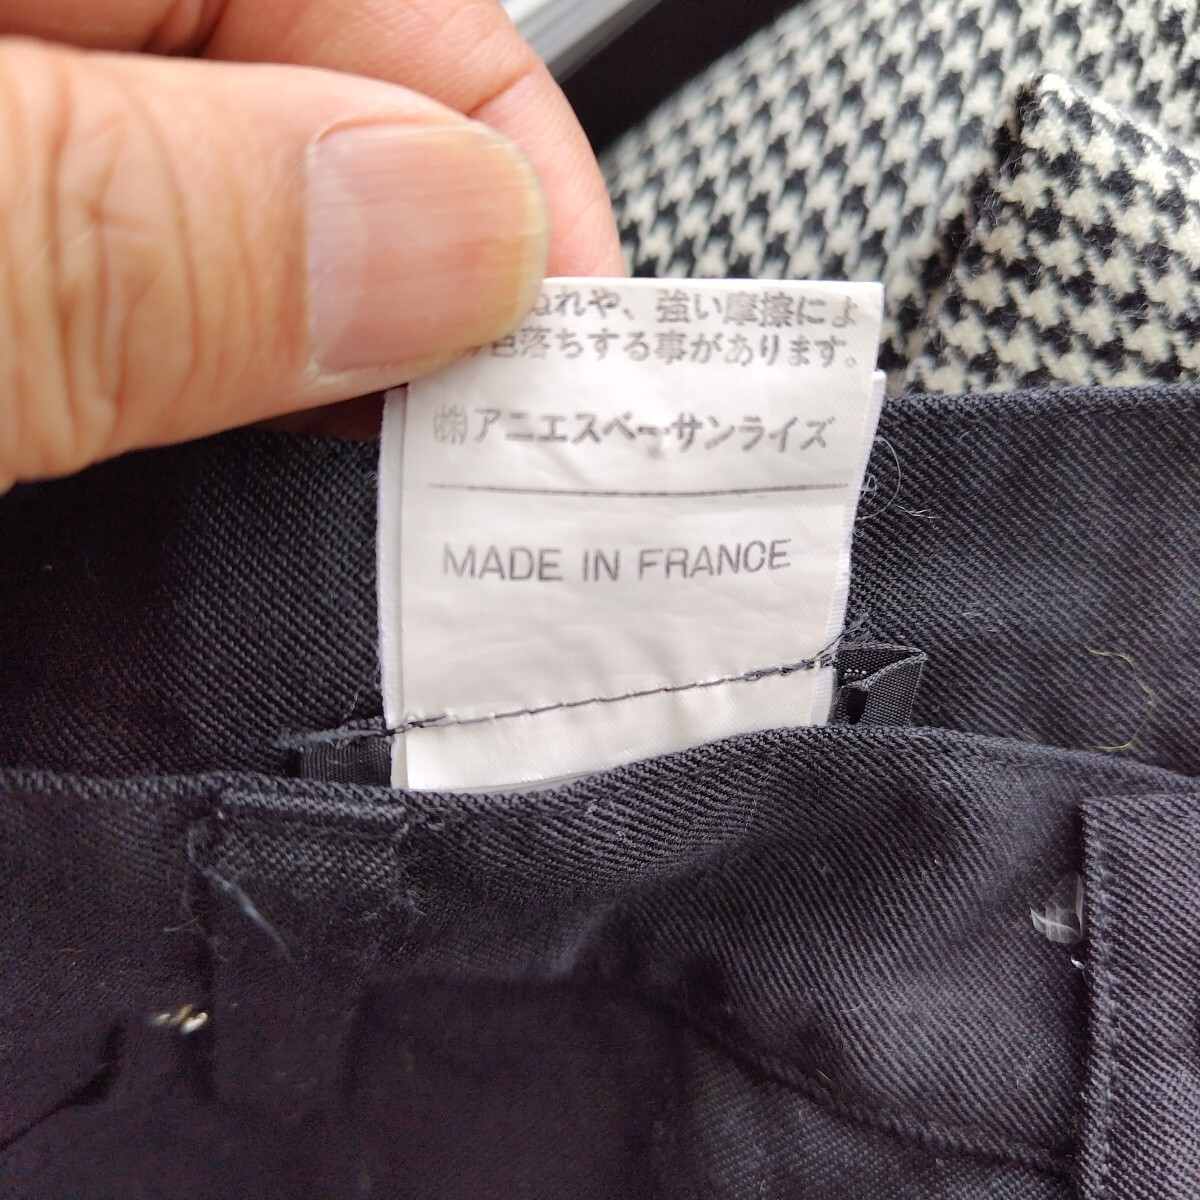 ぬれや、強い摩擦によ
色落ちする事があります。
㈱アニエスベーサンライズ
MADE IN FRANCE